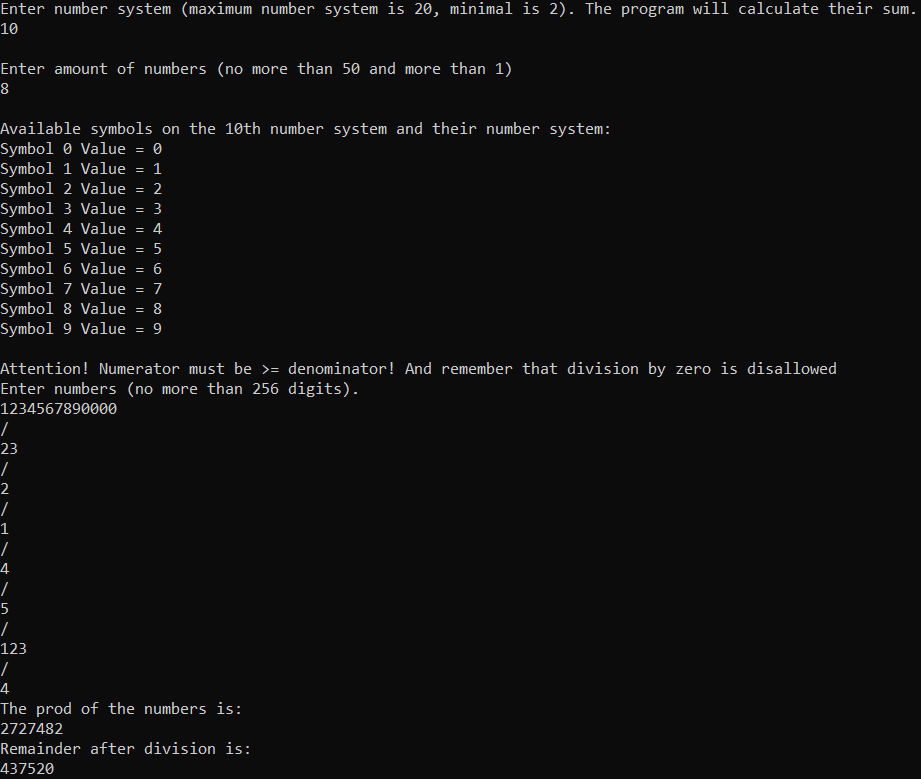 Enter number system (maximum number system is 20, minimal is 2). The program will calculate their sum.
10
Enter amount of numbers (no more than 50 and more than 1)
8
Available symbols on the 10th number system and their number system:
Symbol 0 Value = 0
Symbol 1 Value = 1
Symbol 2 Value = 2
Symbol 3 Value = 3
Symbol 4 Value = 4
Symbol 5 Value = 5
Symbol 6 Value = 6
Symbol 7 Value = 7
Symbol 8 Value = 8
Symbol 9 Value = 9
Attention! Numerator must be >= denominator! And remember that division by zero is disallowed
Enter numbers (no more than 256 digits).
1234567890000
/
23
/
2
/
1
/
4
/
5
/
123
/
4
The prod of the numbers is:
2727482
Remainder after division is:
437520